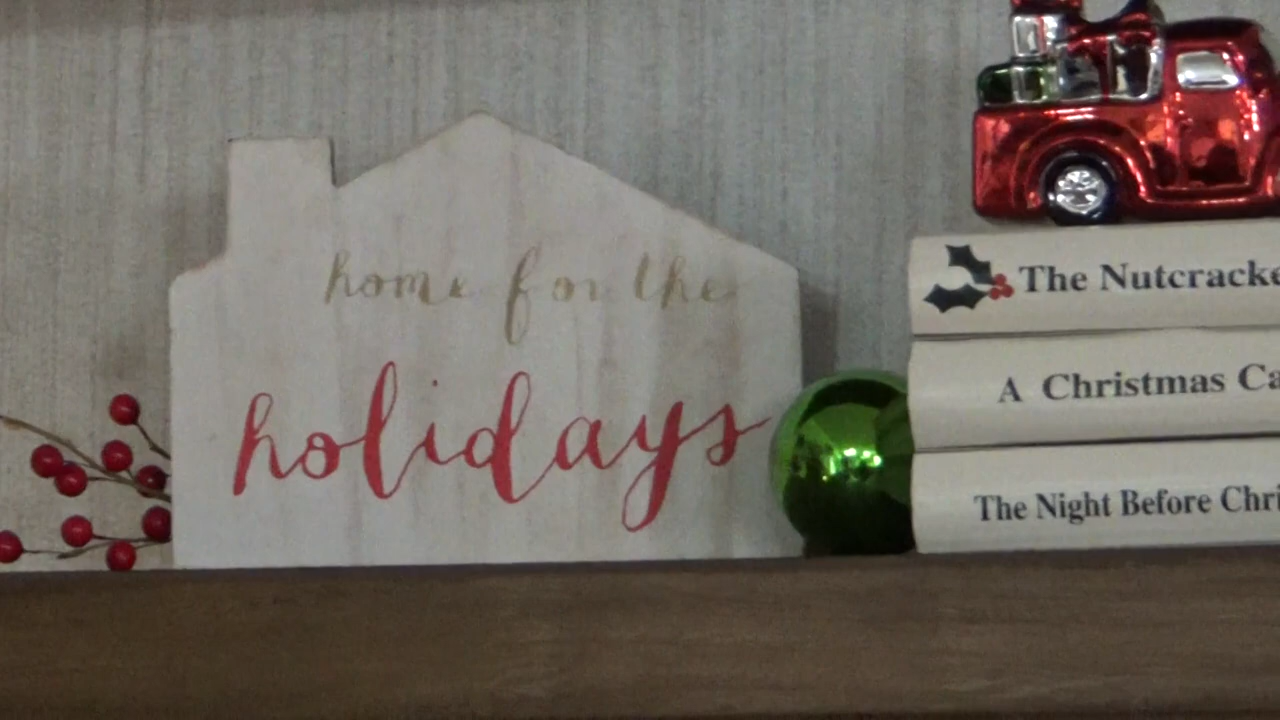 home for the
holidays
The Nutcracke
A Christmas Ca
The Night Before Chri